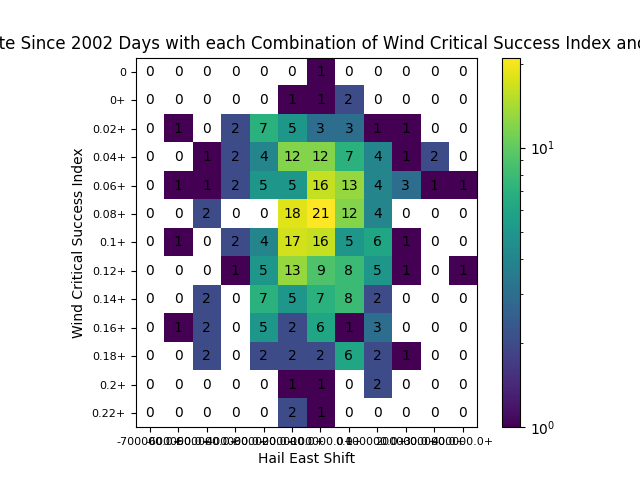 te Since 2002 Days with each Combination of Wind Critical Success Index and
0 0 0 0 0 0 0 1 0 0 0 0 0
0+ 0 0 0 0 0 1 1 2 0 0 0 0
0.02+ 0 1 0 2 7 5 3 3 1 1 0 0
0.04+ 0 0 1 2 4 12 12 7 4 1 2 0
0.06+ 0 1 1 2 5 5 16 13 4 3 1 1
0.08+ 0 0 2 0 0 18 21 12 4 0 0 0
0.1+ 0 1 0 2 4 17 16 5 6 1 0 0
0.12+ 0 0 0 1 5 13 9 8 5 1 0 1
0.14+ 0 0 2 0 7 5 7 8 2 0 0 0
0.16+ 0 1 2 0 5 2 6 1 3 0 0 0
0.18+ 0 0 2 0 2 2 2 6 2 1 0 0
0.2+ 0 0 0 0 0 1 1 0 2 0 0 0
0.22+ 0 0 0 0 0 2 1 0 0 0 0 0
Wind Critical Success Index
Hail East Shift
10¹
10⁰